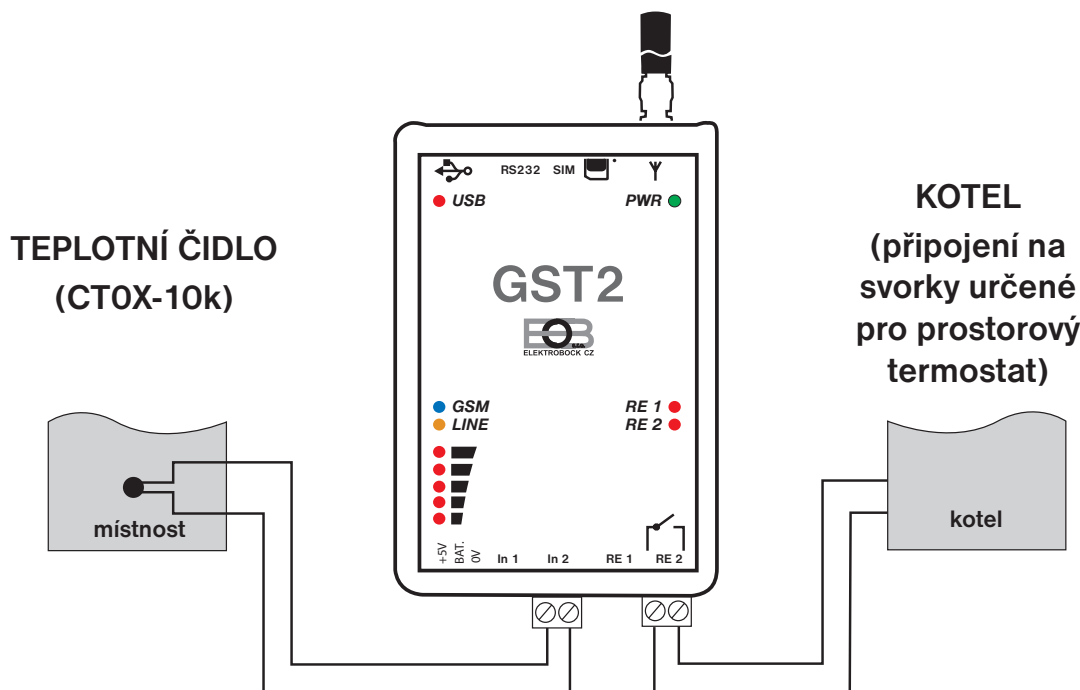 RS232 SIM
USB
PWR
TEPLOTNÍ ČIDLO
(CT0X-10k)
GST2
EB s.r.o.
ELEKTROBOCK CZ
KOTEL
(připojení na
svorky určené
pro prostorový
termostat)
GSM
LINE
RE 1
RE 2
místnost
kotel
+5V
BAT.
0V
In 1
In 2
RE 1
RE 2